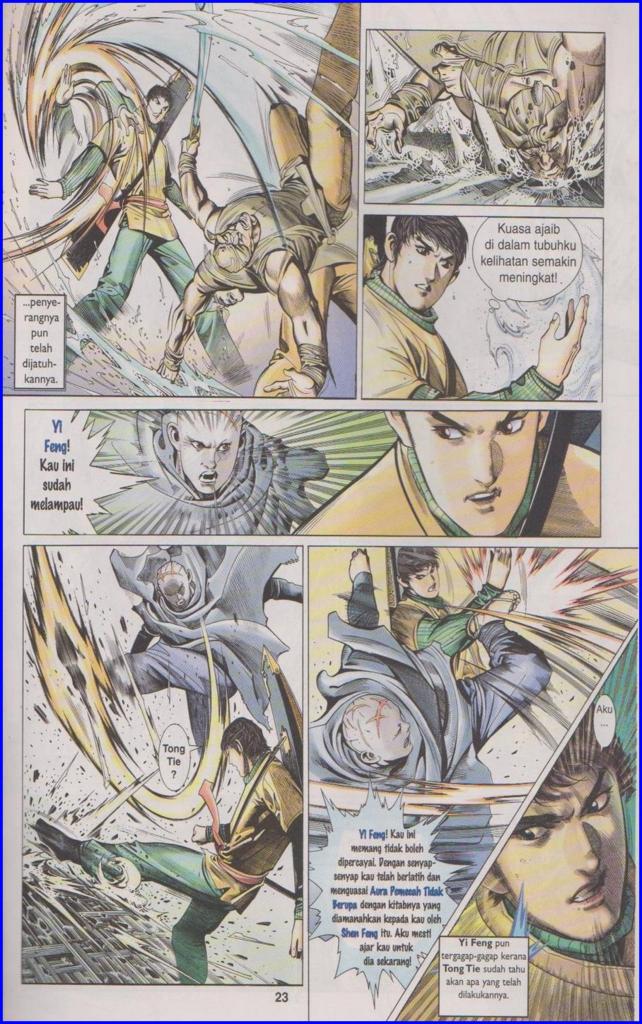 ...penye-
rangnya
pun
telah
dijatuh-
kannya.
Kuasa ajaib
di dalam tubuhku
kelihatan semakin
meningkat!
Yi
Feng!
Kau ini
sudah
melampau!
Tong
Tie
?
Yi Feng! Kau ini
memang tidak boleh
dipercayai. Dengan senyap-
senyap kau telah berlatih dan
menguasai Aura Pemecah Tidak
Berupa dengan kitabnya yang
diamanahkan kepada kau oleh
Shen Feng itu. Aku mesti
ajar kau untuk
dia sekarang!
Aku
...
Yi Feng pun
tergagap-gagap kerana
Tong Tie sudah tahu
akan apa yang telah
dilakukannya.
23